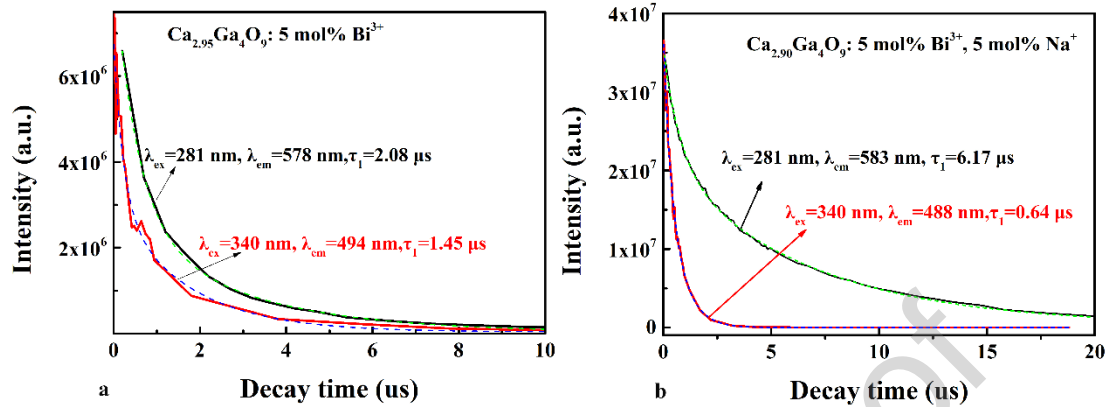 Ca2.95Ga4O9: 5 mol% Bi3+
6x10^6
4x10^6
2x10^6
Intensity (a.u.)
λex=281 nm, λem=578 nm,τ1=2.08 μs
λex=340 nm, λem=494 nm,τ1=1.45 μs
0 2 4 6 8 10
a
Decay time (us)
Ca2.90Ga4O9: 5 mol% Bi3+, 5 mol% Na+
4x10^7
3x10^7
2x10^7
1x10^7
0
Intensity (a.u.)
λex=281 nm, λem=583 nm, τ1=6.17 μs
λex=340 nm, λem=488 nm,τ1=0.64 μs
0 5 10 15 20
b
Decay time (us)
of